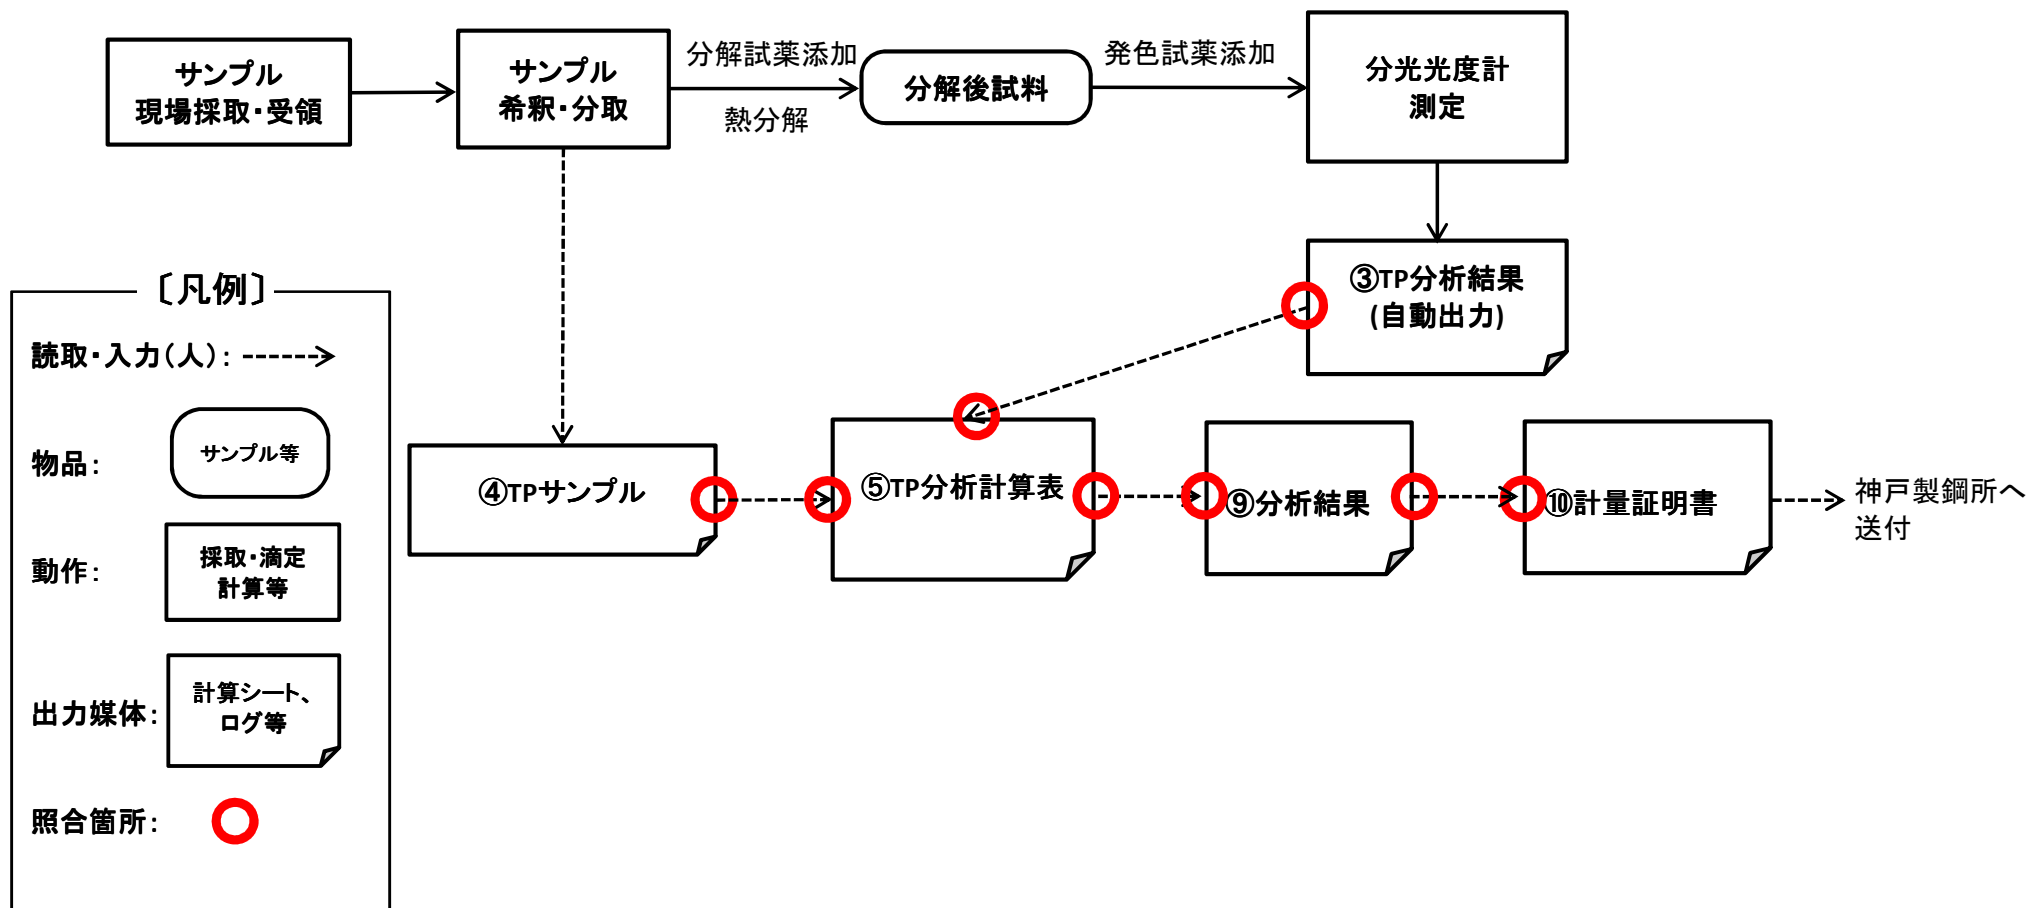 サンプル
現場採取・受領
サンプル
希釈・分取
分解試薬添加
熱分解
分解後試料
発色試薬添加
分光光度計
測定
③TP分析結果
(自動出力)
④TPサンプル
⑤TP分析計算表
⑨分析結果
⑩計量証明書
神戸製鋼所へ
送付
〔凡例〕
読取・入力(人):
物品:
サンプル等
動作:
採取・滴定
計算等
出力媒体:
計算シート、
ログ等
照合箇所: